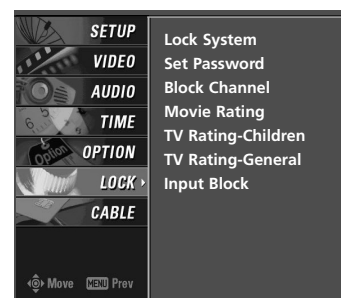 SETUP
VIDEO
AUDIO
TIME
OPTION
LOCK
CABLE
Move MENU Prev
Lock System
Set Password
Block Channel
Movie Rating
TV Rating-Children
TV Rating-General
Input Block